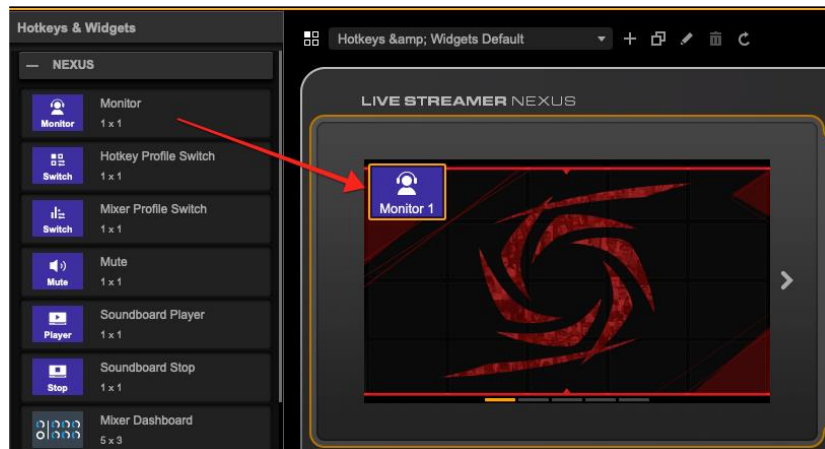 Hotkeys & Widgets
Hotkeys &amp; Widgets Default
— NEXUS
LIVE STREAMER NEXUS
Monitor
Monitor
1 x 1
Hotkey Profile Switch
Switch
1 x 1
Mixer Profile Switch
Switch
1 x 1
Mute
Mute
1 x 1
Soundboard Player
Player
1 x 1
Soundboard Stop
Stop
1 x 1
Mixer Dashboard
5 x 3
Monitor 1